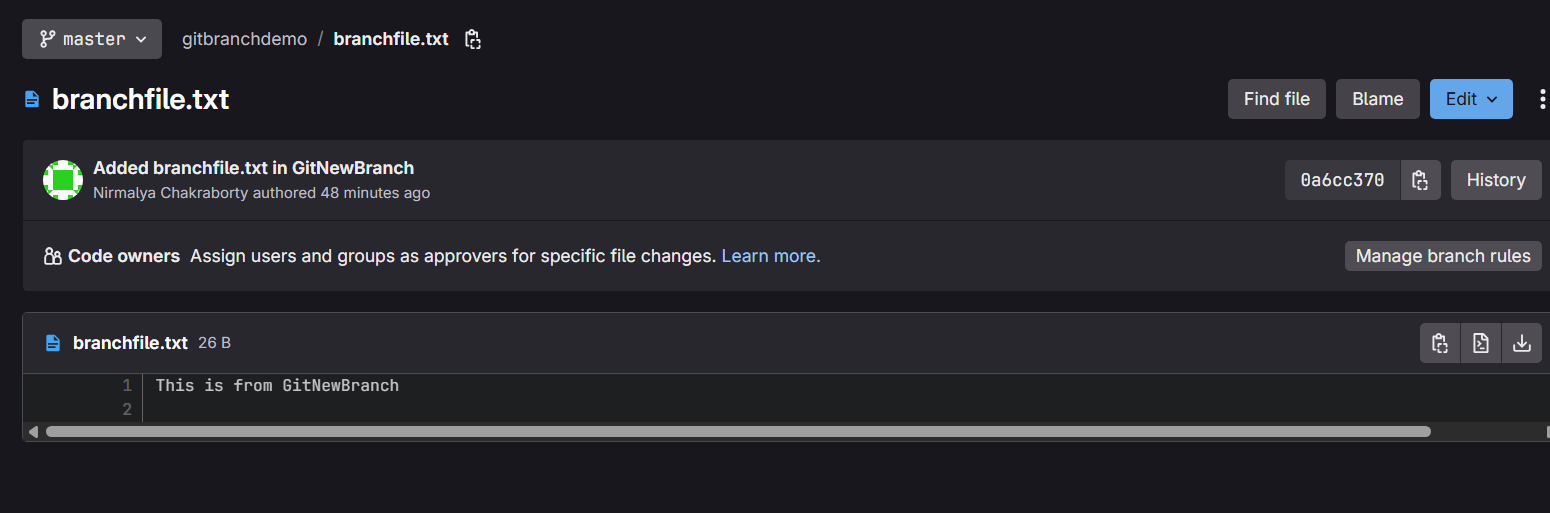 master gitbranchdemo / branchfile.txt
branchfile.txt Find file Blame Edit
Added branchfile.txt in GitNewBranch
Nirmalya Chakraborty authored 48 minutes ago
0a6cc370 History
Code owners Assign users and groups as approvers for specific file changes. Learn more. Manage branch rules
branchfile.txt 26 B
1 This is from GitNewBranch
2